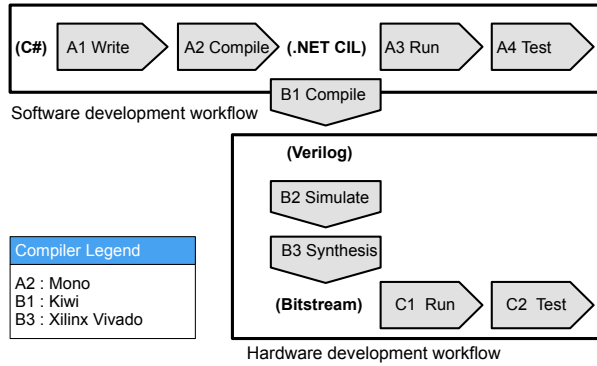 (C#) A1 Write A2 Compile (.NET CIL) A3 Run A4 Test
B1 Compile
Software development workflow
(Verilog)
B2 Simulate
B3 Synthesis
(Bitstream) C1 Run C2 Test
Compiler Legend
A2 : Mono
B1 : Kiwi
B3 : Xilinx Vivado
Hardware development workflow